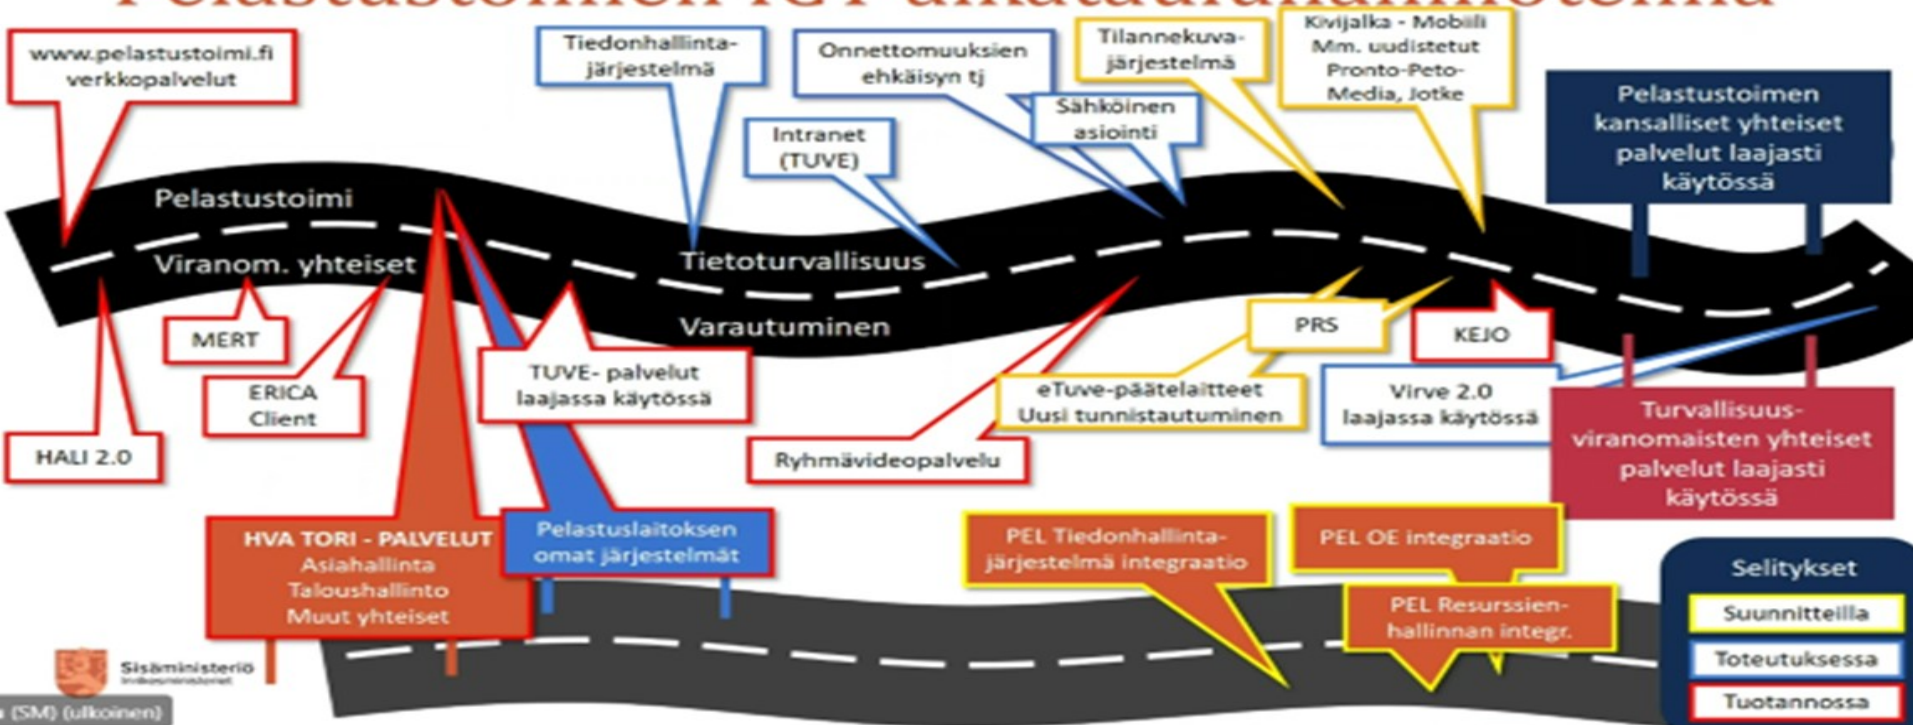 Pelastustoimen ICT-
www.pelastustoimi.fi
verkkopalvelut
Tiedonhallinta-
järjestelmä
Onnettomuuksien
ehkäisyn tj
Tilannekuva-
järjestelmä
Kivijalka - Mobiili
Mm. uudistetut
Pronto-Peto-
Media, Jotke
Intranet
(TUVE)
Sähköinen
asiointi
Pelastustoimen
kansalliset yhteiset
palvelut laajasti
käytössä
Pelastustoimi
Viranom. yhteiset
Tietoturvallisuus
Varautuminen
MERT
ERICA
Client
HALI 2.0
TUVE- palvelut
laajassa käytössä
Ryhmävideopalvelu
PRS
eTuve-päätelaitteet
Uusi tunnistautuminen
KEJO
Virve 2.0
laajassa käytössä
Turvallisuus-
viranomaisten yhteiset
palvelut laajasti
käytössä
HVA TORI - PALVELUT
Asiahallinta
Taloushallinto
Muut yhteiset
Pelastuslaitoksen
omat järjestelmät
PEL Tiedonhallinta-
järjestelmä integraatio
PEL OE integraatio
PEL Resurssien-
hallinnan integr.
Selitykset
Suunnitteilla
Toteutuksessa
Tuotannossa
Sisäministeriö
Inrikesministeriet
(SM) (ulkoinen)